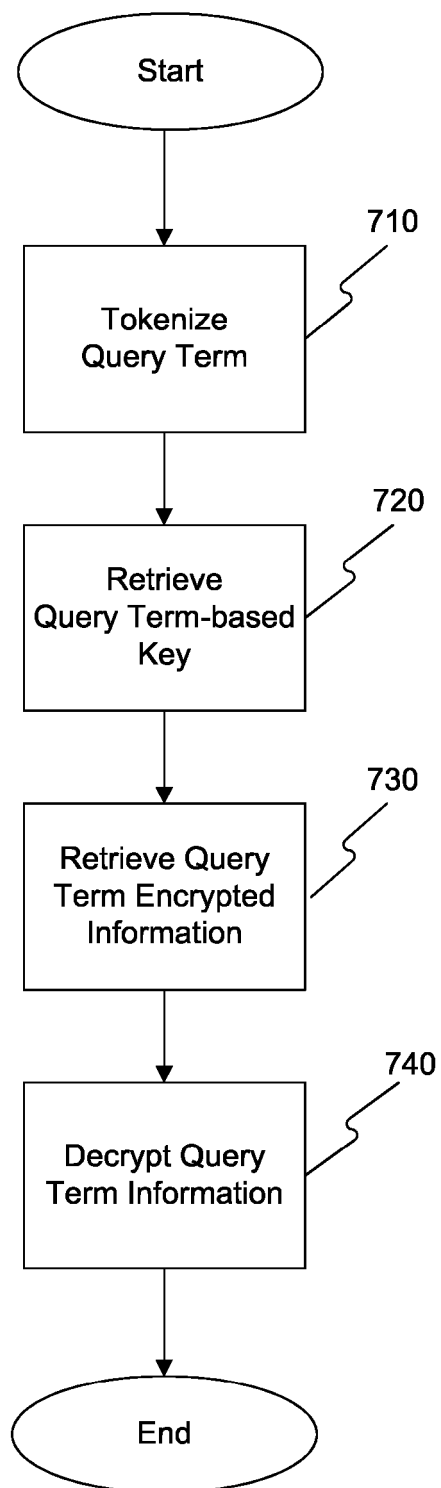 Start
710
Tokenize
Query Term
720
Retrieve
Query Term-based
Key
730
Retrieve Query
Term Encrypted
Information
740
Decrypt Query
Term Information
End